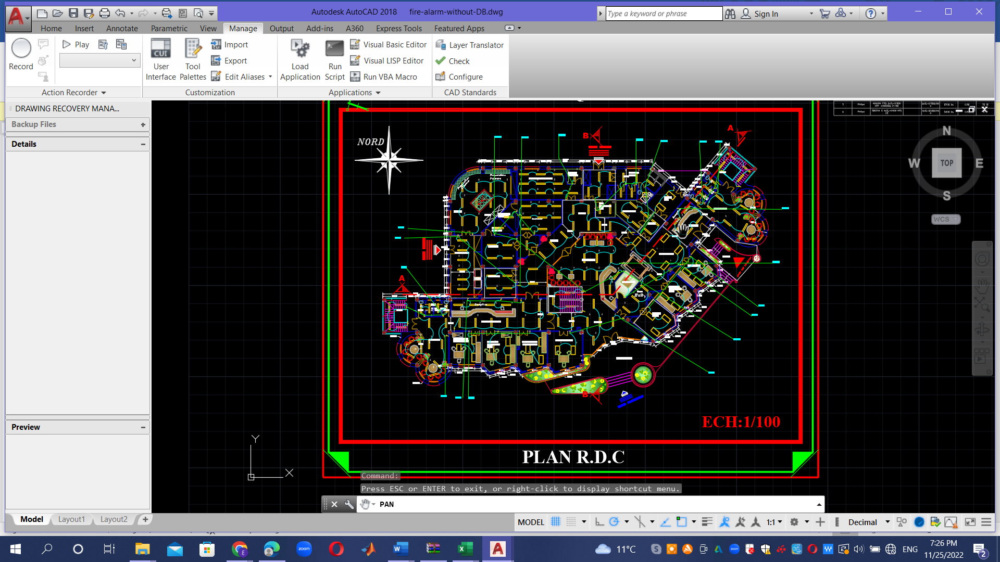 Autodesk AutoCAD 2018 fire-alarm-without-DB.dwg
Type a keyword or phrase
Sign In
Home Insert Annotate Parametric View Manage Output Add-ins A360 Express Tools Featured Apps
Record
Play
CUI
User Interface
Tool Palettes
Import
Export
Edit Aliases
Load Application
Run Script
Visual Basic Editor
Visual LISP Editor
Run VBA Macro
Layer Translator
Check
Configure
Action Recorder
Customization
Applications
CAD Standards
DRAWING RECOVERY MANA...
Backup Files
Details
Preview
NORD
B
A
A
B
N
W TOP E
S
WCS
ECH:1/100
PLAN R.D.C
Y
X
Command:
Press ESC or ENTER to exit, or right-click to display shortcut menu.
PAN
Model Layout1 Layout2
MODEL
1:1
Decimal
11°C
ENG
7:26 PM
11/25/2022
2